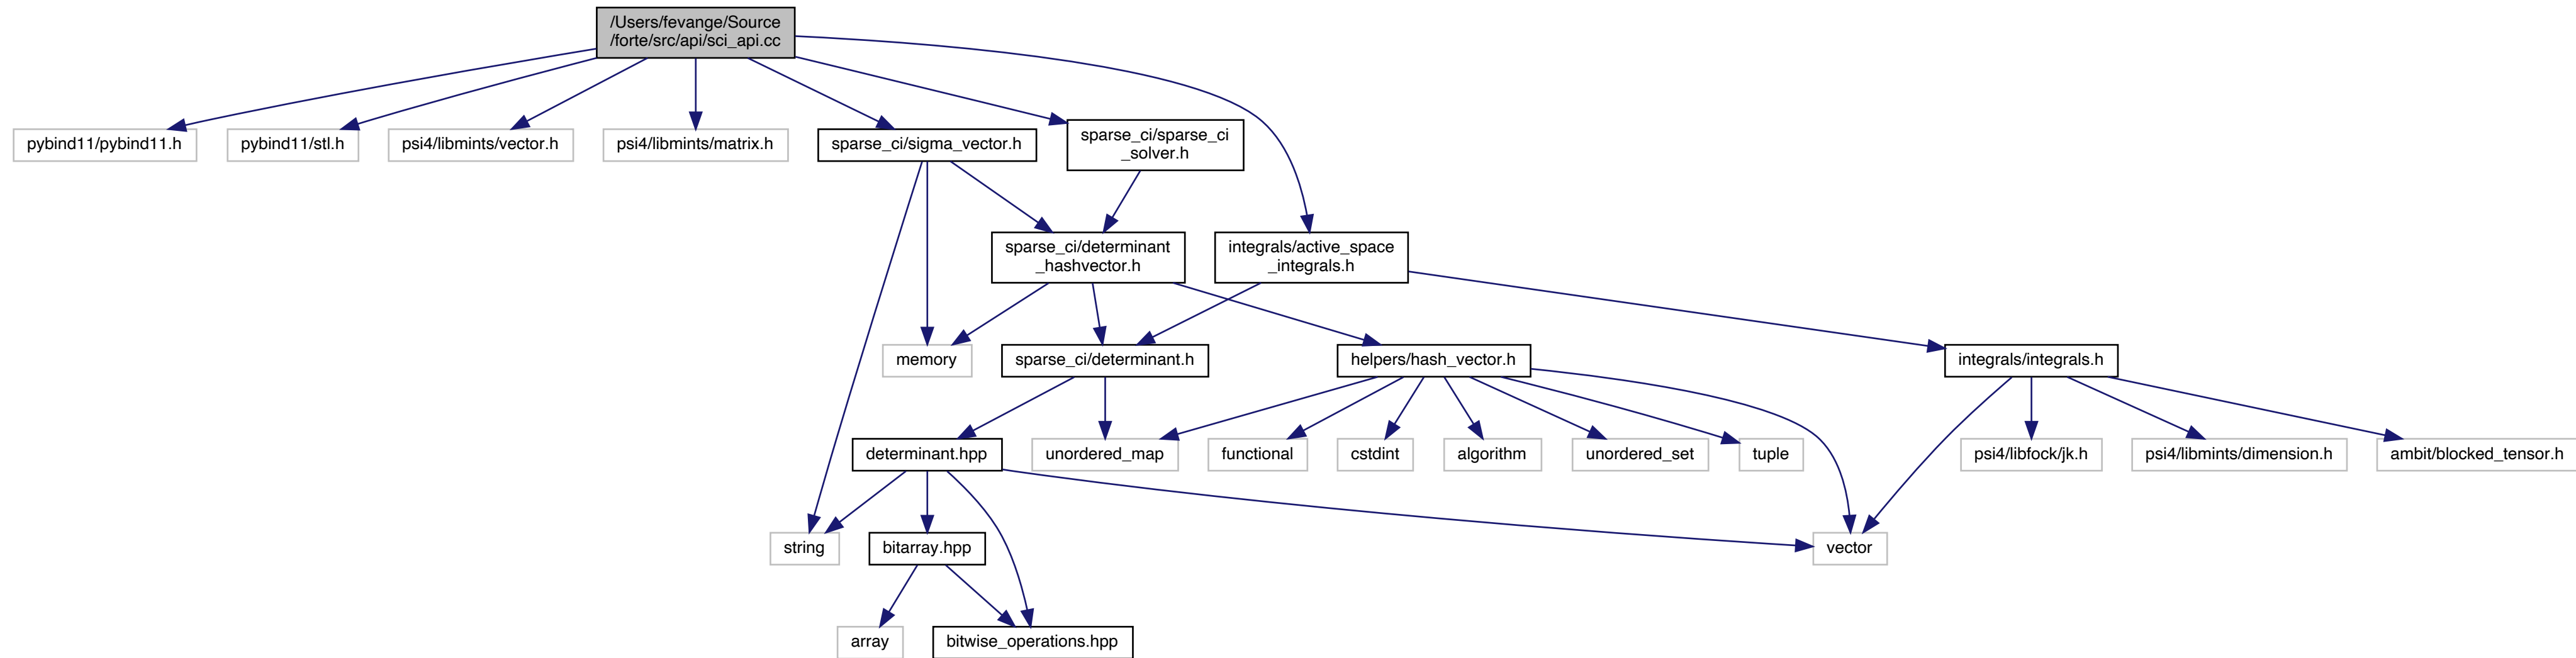 /Users/fevange/Source
/forte/src/api/sci_api.cc
pybind11/pybind11.h
pybind11/stl.h
psi4/libmints/vector.h
psi4/libmints/matrix.h
sparse_ci/sigma_vector.h
sparse_ci/sparse_ci
_solver.h
sparse_ci/determinant
_hashvector.h
integrals/active_space
_integrals.h
memory
sparse_ci/determinant.h
helpers/hash_vector.h
integrals/integrals.h
determinant.hpp
unordered_map
functional
cstdint
algorithm
unordered_set
tuple
psi4/libfock/jk.h
psi4/libmints/dimension.h
ambit/blocked_tensor.h
string
bitarray.hpp
vector
array
bitwise_operations.hpp